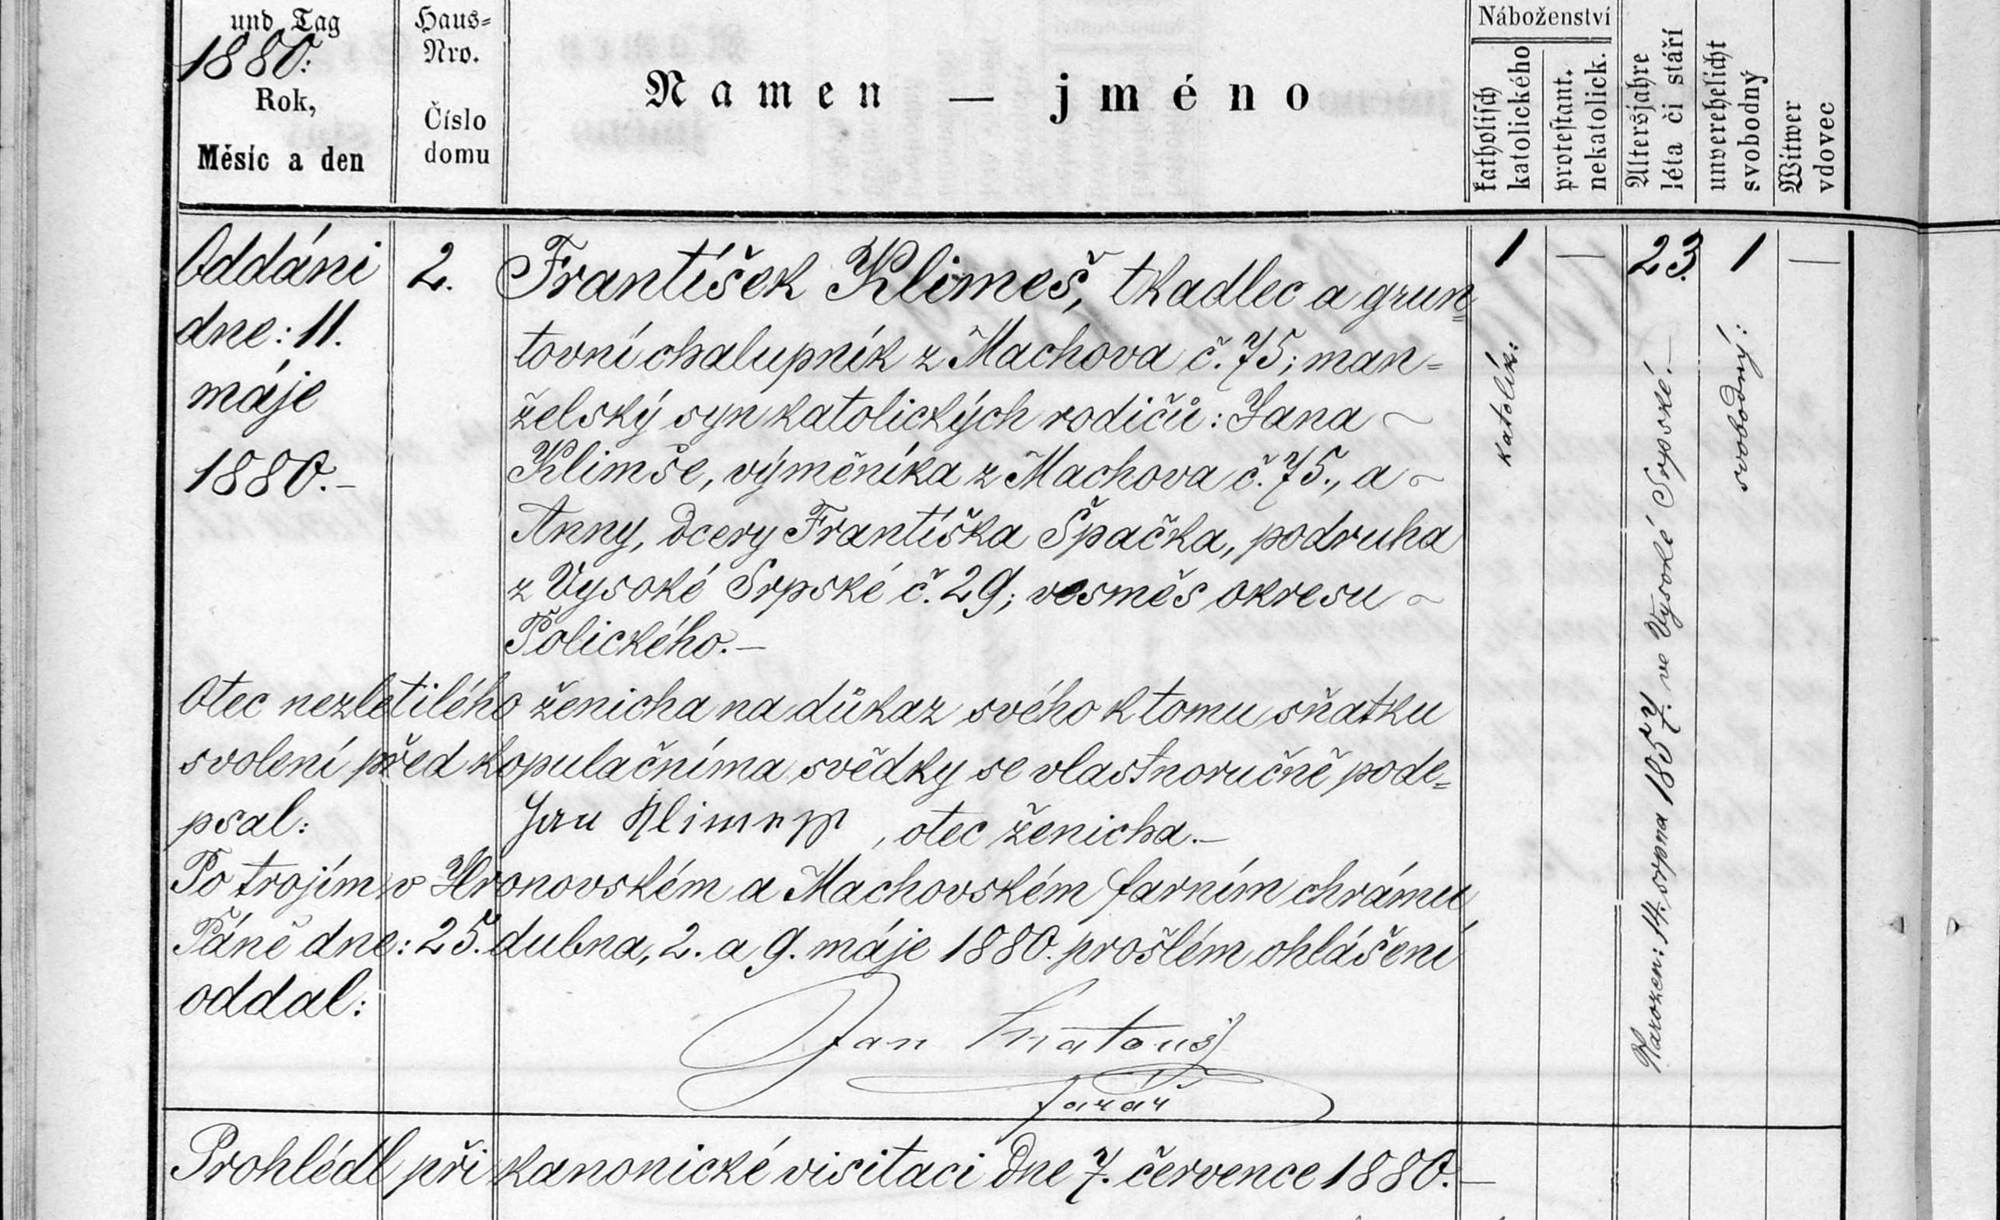 und Tag
1880.
Rok,
Měsíc a den
Haus-
Nro.
Číslo
domu
Namen — jméno
Náboženství
katholisch
katolického
protestant.
nekatolick.
Altersjahre
léta či stáří
unverehelicht
svobodný
Witwer
vdovec
Oddáni
dne: 11.
máje
1880.-
2.
František Klimeš, tkadlec a grun-
tovní chalupník z Machova č. 75; man=
želský syn katolických rodičů: Jana ~
Klimše, výměníka z Machova č. 75., a ~
Anny, dcery Františka Špačka, podruha
z Vysoké Srpské č. 29; vesměs okresu ~
Polického.-
1 — 23. 1 —
katolík:
Narozen: 14. srpna 1857. ve Vysoké Srpské.—
svobodný:
Otec nezletilého ženicha na důkaz svého k tomu sňatku
svolení před kopulačníma svědky se vlastnoručně pode=
psal: Jan Klimess, otec ženicha.-
Po trojím v Hronovském a Machovském farním chrámu
Páně dne: 25. dubna, 2. a 9. máje 1880. prošlém ohlášení
oddal:
Jan
farář
Prohlédl při kanonické visitaci dne 7. července 1880.—